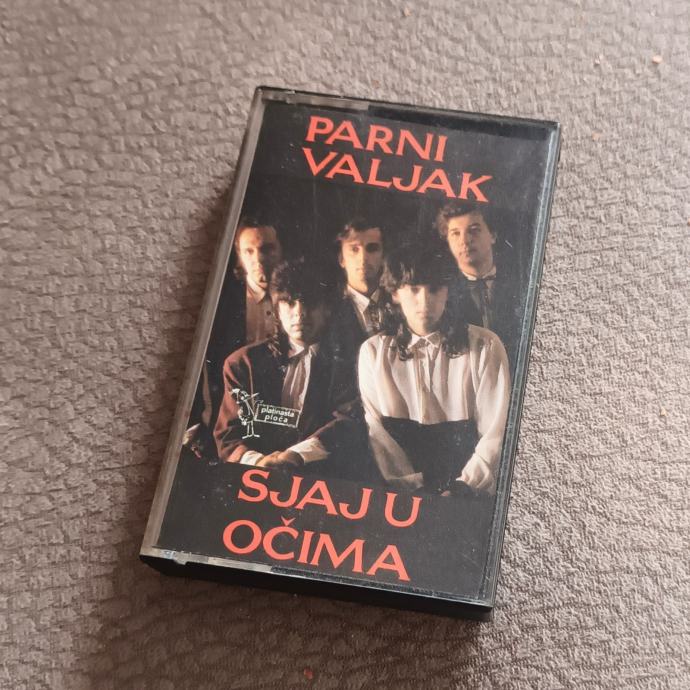 PARNI
VALJAK
platinasta
ploča
SJAJ U
OČIMA